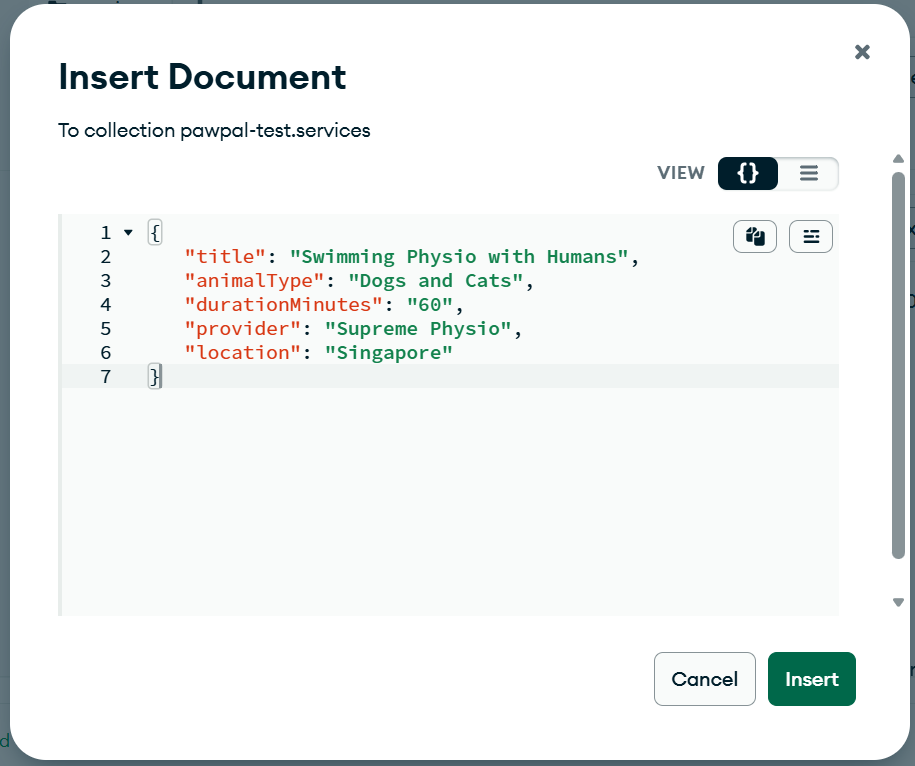 Insert Document
To collection pawpal-test.services
VIEW {}
1 {
2 "title": "Swimming Physio with Humans",
3 "animalType": "Dogs and Cats",
4 "durationMinutes": "60",
5 "provider": "Supreme Physio",
6 "location": "Singapore"
7 }
Cancel Insert
d